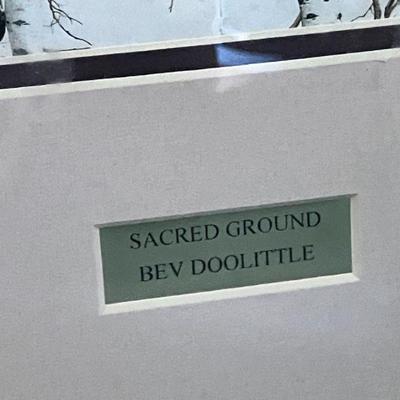 SACRED GROUND
BEV DOOLITTLE